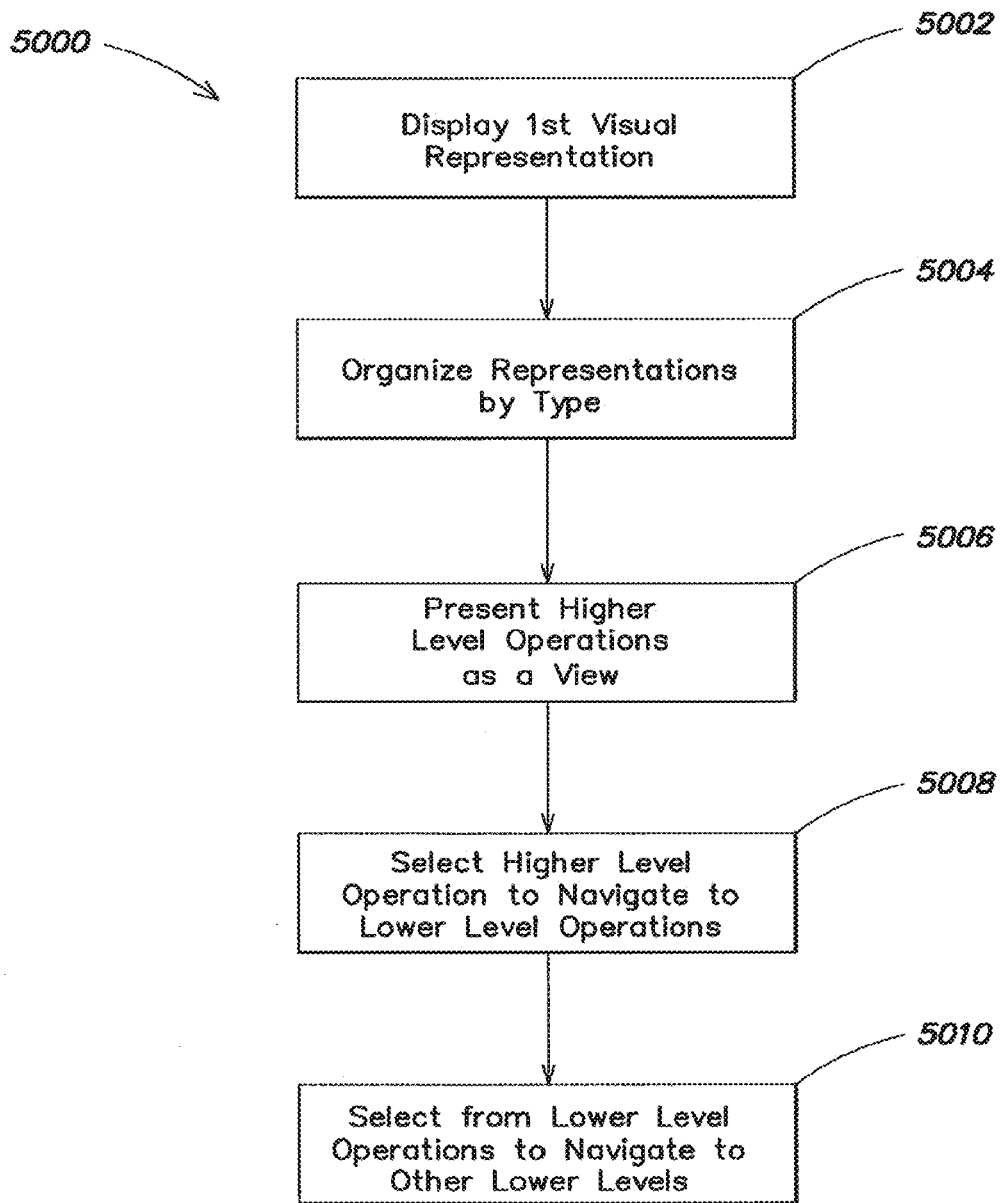 5000
5002
Display 1st Visual
Representation
5004
Organize Representations
by Type
5006
Present Higher
Level Operations
as a View
5008
Select Higher Level
Operation to Navigate to
Lower Level Operations
5010
Select from Lower Level
Operations to Navigate to
Other Lower Levels